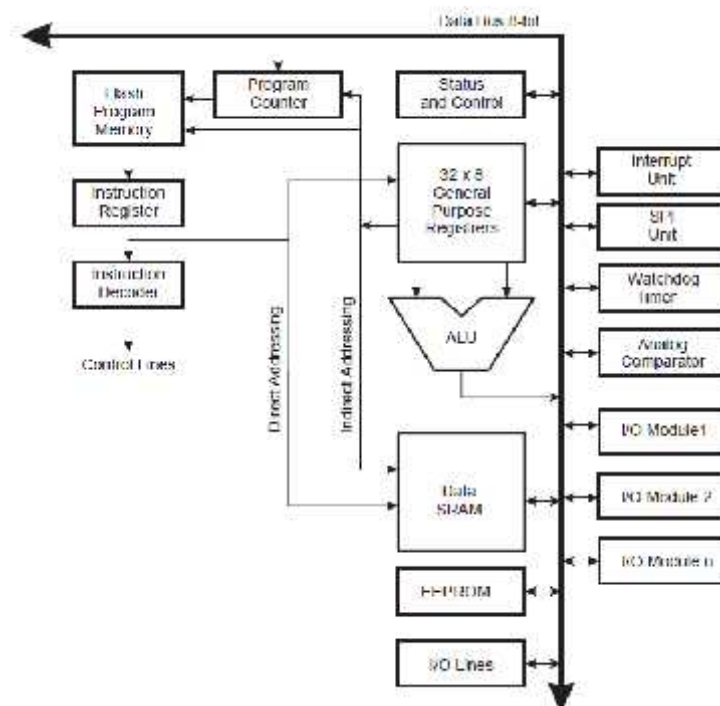 Data Bus 8-bit
Flash
Program
Memory
Program
Counter
Status
and Control
Instruction
Register
32 x 8
General
Purpose
Registrers
Interrupt
Unit
SPI
Unit
Instruction
Decoder
Watchdog
Timer
Control Lines
Direct Addressing
Indirect Addressing
ALU
Analog
Comparator
I/O Module1
Data
SRAM
I/O Module 2
I/O Module n
EEPROM
I/O Lines